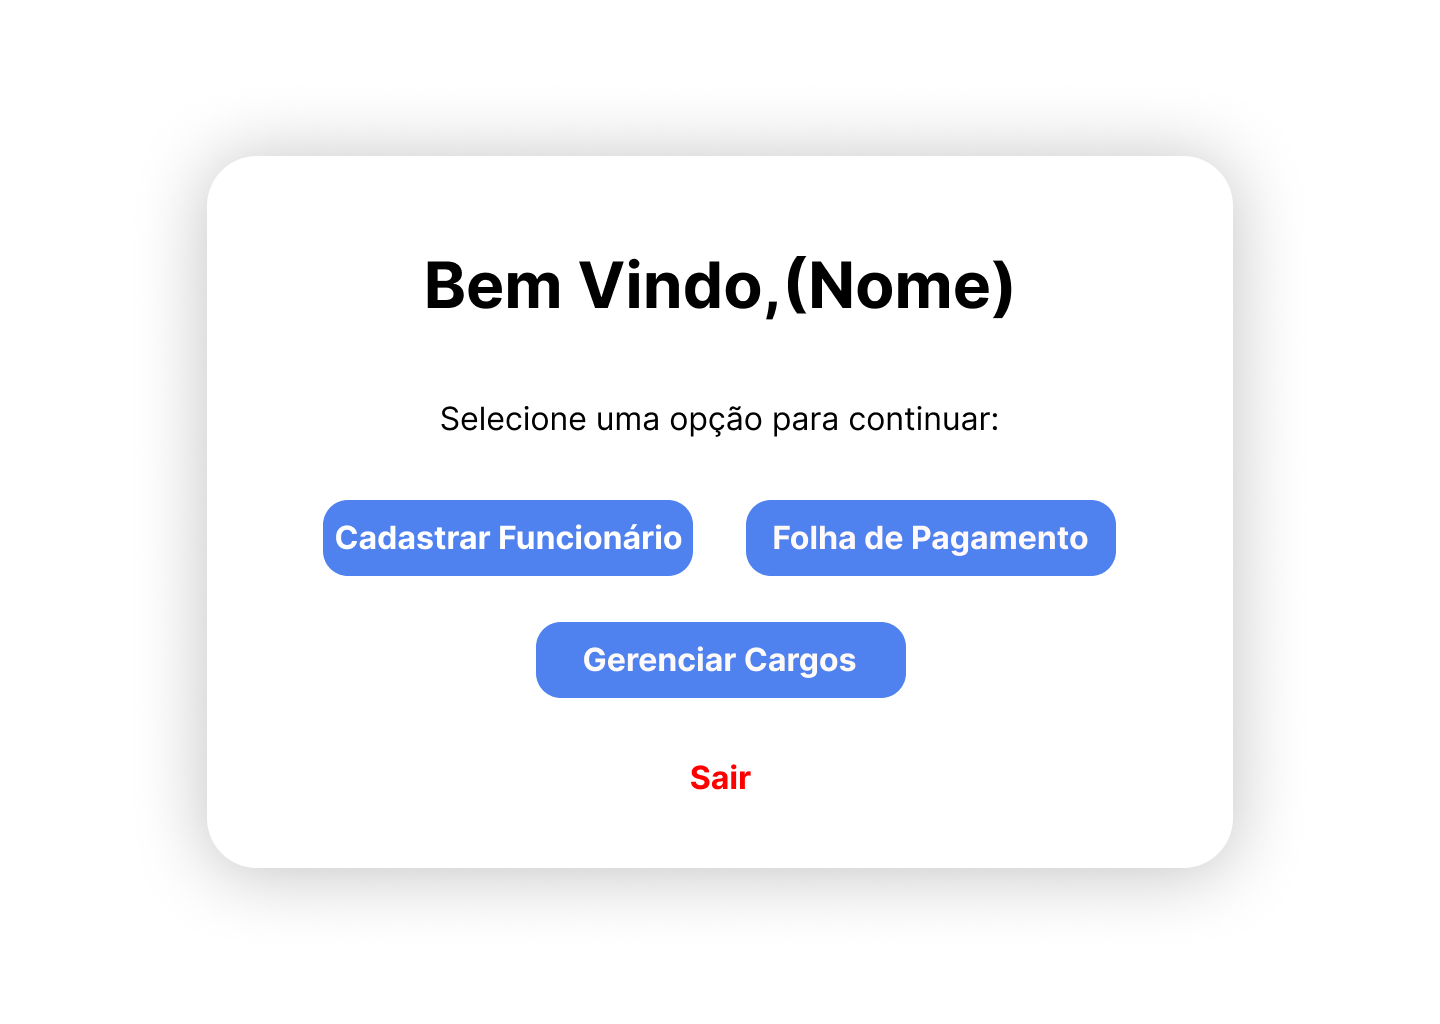 Bem Vindo,(Nome)
Selecione uma opção para continuar:
Cadastrar Funcionário
Folha de Pagamento
Gerenciar Cargos
Sair